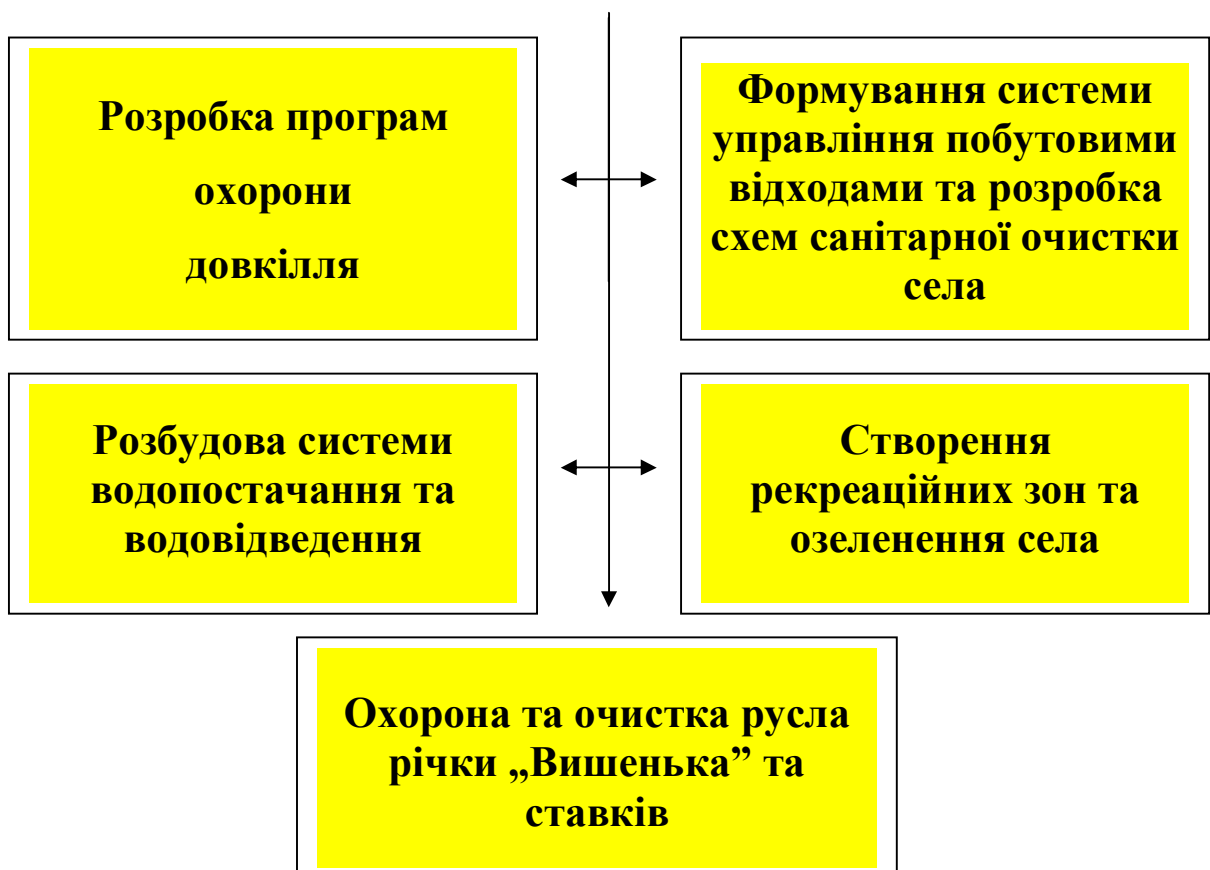 Розробка програм
охорони
довкілля
Формування системи
управління побутовими
відходами та розробка
схем санітарної очистки
села
Розбудова системи
водопостачання та
водовідведення
Створення
рекреаційних зон та
озеленення села
Охорона та очистка русла
річки „Вишенька” та
ставків